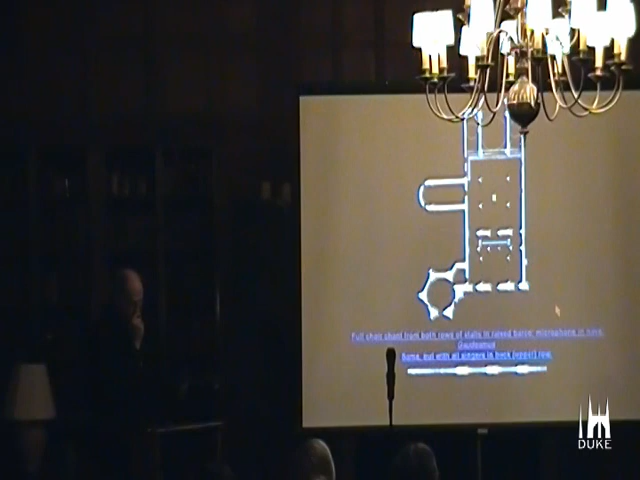 Full choir chant from both rows of stalls in raised barco; microphone in nave.
Gaudeamus
Same, but with all singers in back (upper) row.
DUKE